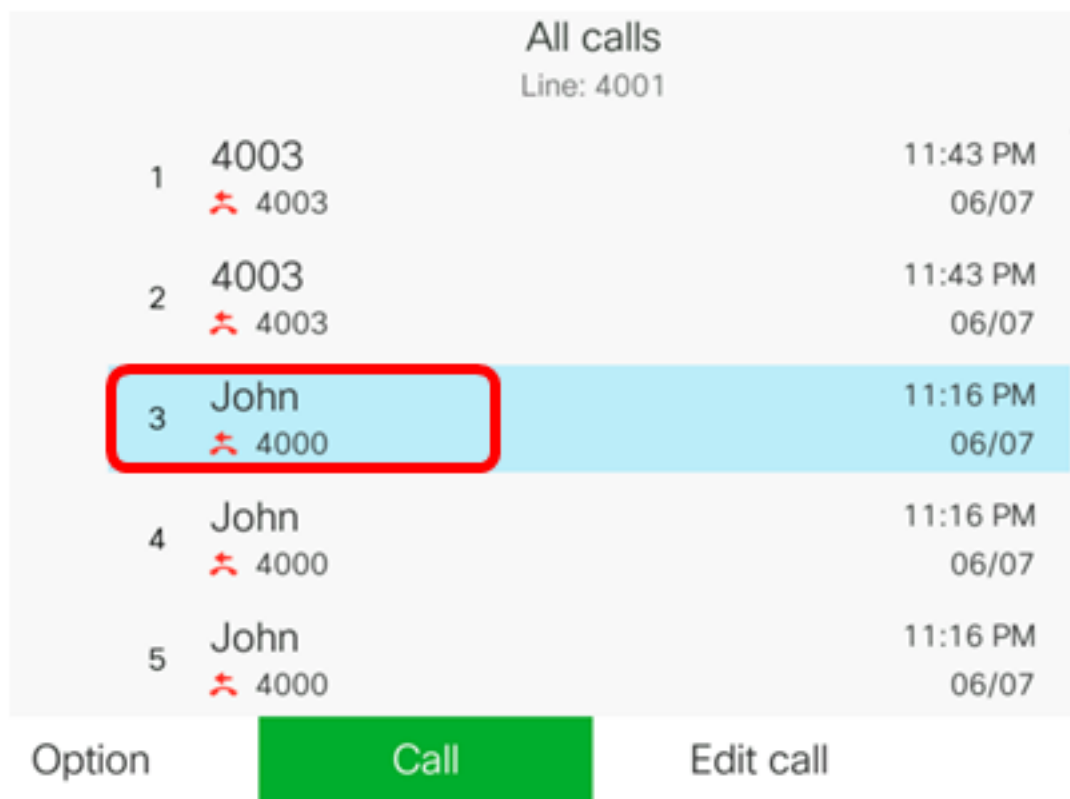 All calls
Line: 4001
1 4003 11:43 PM
4003 06/07
2 4003 11:43 PM
4003 06/07
3 John 11:16 PM
4000 06/07
4 John 11:16 PM
4000 06/07
5 John 11:16 PM
4000 06/07
Option Call Edit call